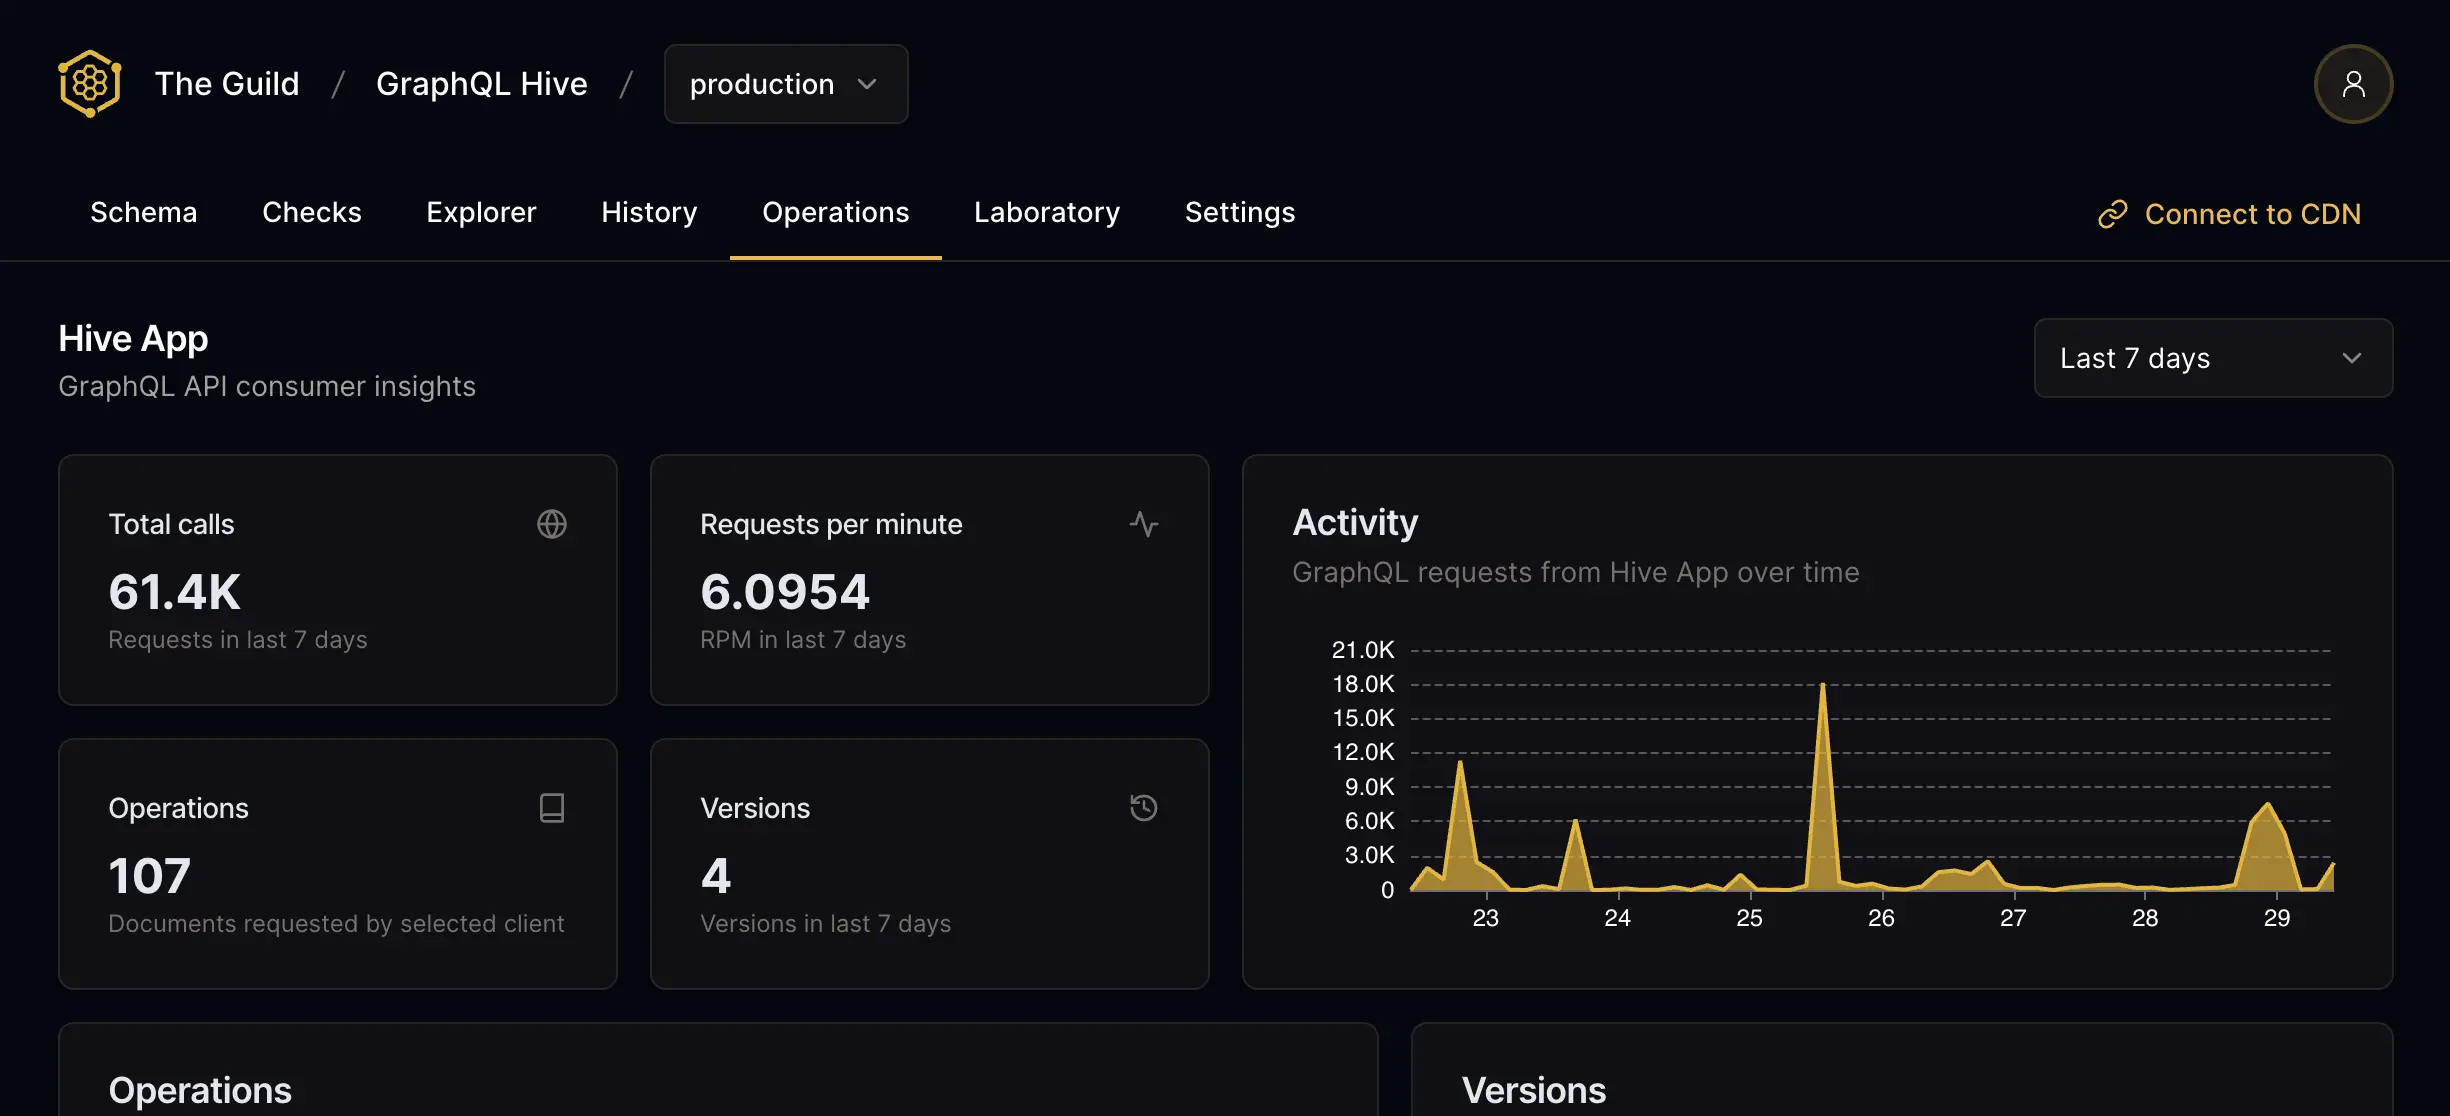 The Guild / GraphQL Hive / production
Schema Checks Explorer History Operations Laboratory Settings Connect to CDN
Hive App
GraphQL API consumer insights
Last 7 days
Total calls
61.4K
Requests in last 7 days
Requests per minute
6.0954
RPM in last 7 days
Operations
107
Documents requested by selected client
Versions
4
Versions in last 7 days
Activity
GraphQL requests from Hive App over time
21.0K
18.0K
15.0K
12.0K
9.0K
6.0K
3.0K
0
23 24 25 26 27 28 29
Operations
Versions